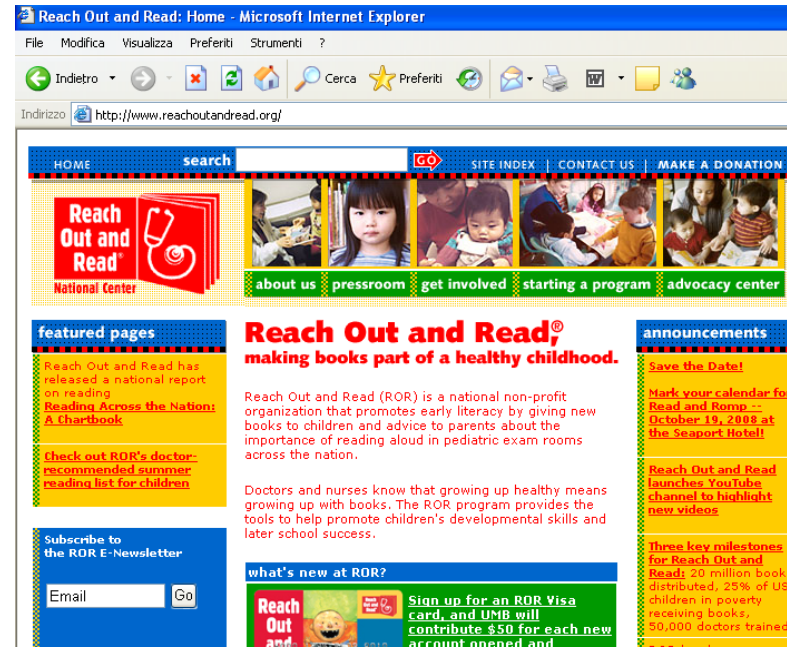 Reach Out and Read: Home - Microsoft Internet Explorer
File Modifica Visualizza Preferiti Strumenti ?
Indietro Cerca Preferiti
Indirizzo http://www.reachoutandread.org/
HOME search GO SITE INDEX | CONTACT US | MAKE A DONATION
Reach
Out and
Read®
National Center
about us pressroom get involved starting a program advocacy center
featured pages
Reach Out and Read has
released a national report
on reading
Reading Across the Nation:
A Chartbook
Check out ROR's doctor-
recommended summer
reading list for children
Subscribe to
the ROR E-Newsletter
Email Go
Reach Out and Read,®
making books part of a healthy childhood.
Reach Out and Read (ROR) is a national non-profit
organization that promotes early literacy by giving new
books to children and advice to parents about the
importance of reading aloud in pediatric exam rooms
across the nation.
Doctors and nurses know that growing up healthy means
growing up with books. The ROR program provides the
tools to help promote children's developmental skills and
later school success.
what's new at ROR?
Reach
Out
and
Sign up for an ROR Visa
card, and UMB will
contribute $50 for each new
account opened and
announcements
Save the Date!
Mark your calendar fo
Read and Romp --
October 19, 2008 at
the Seaport Hotel!
Reach Out and Read
launches YouTube
channel to highlight
new videos
Three key milestones
for Reach Out and
Read: 20 million book
distributed, 25% of US
children in poverty
receiving books,
50,000 doctors trained